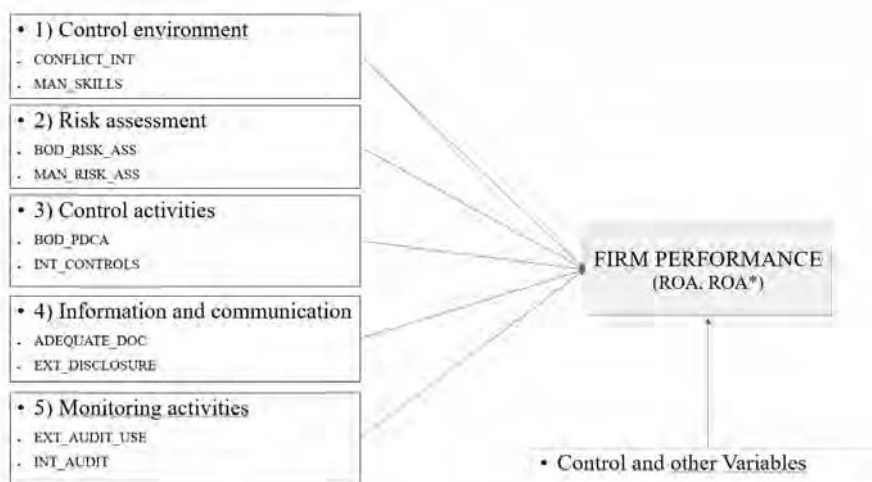 • 1) Control environment
- CONFLICT_INT
- MAN_SKILLS
• 2) Risk assessment
- BOD_RISK_ASS
- MAN_RISK_ASS
• 3) Control activities
- BOD_PDCA
- INT_CONTROLS
• 4) Information and communication
- ADEQUATE_DOC
- EXT_DISCLOSURE
• 5) Monitoring activities
- EXT_AUDIT_USE
- INT_AUDIT
FIRM PERFORMANCE
(ROA, ROA*)
• Control and other Variables